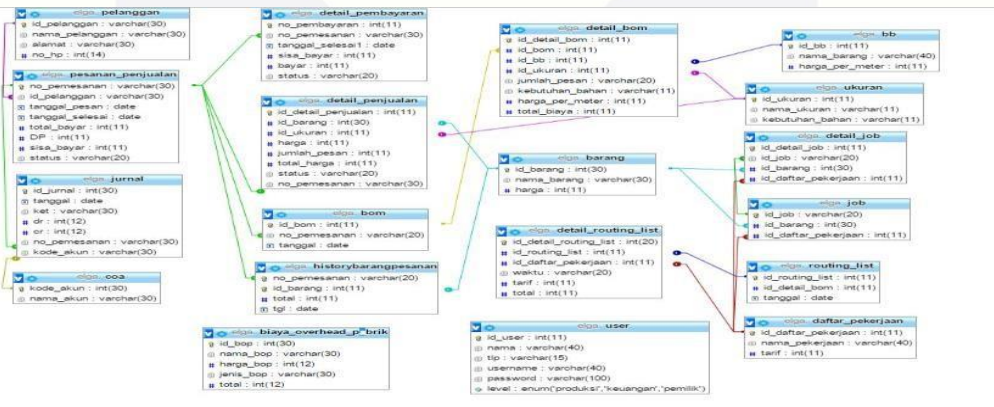 elga pelanggan
id_pelanggan : varchar(30)
nama_pelanggan : varchar(30)
alamat : varchar(30)
no_hp : int(14)
elga pesanan_penjualan
no_pemesanan : varchar(30)
id_pelanggan : varchar(30)
tanggal_pesan : date
tanggal_selesai : date
total_bayar : int(11)
DP : int(11)
sisa_bayar : int(11)
status : varchar(20)
elga jurnal
id_jurnal : int(30)
tanggal : date
ket : varchar(30)
dr : int(12)
cr : int(12)
no_pemesanan : varchar(30)
kode_akun : int(30)
elga coa
kode_akun : int(30)
nama_akun : varchar(30)
elga detail_pembayaran
no_pembayaran : int(11)
no_pemesanan : varchar(30)
tanggal_selesai1 : date
sisa_bayar : int(11)
bayar : int(11)
status : varchar(20)
elga detail_penjualan
id_detail_penjualan : int(11)
id_barang : int(30)
id_ukuran : int(11)
harga : int(11)
jumlah_pesan : int(11)
total_harga : int(11)
status : varchar(20)
no_pemesanan : varchar(30)
elga bom
id_bom : int(11)
no_pemesanan : varchar(20)
tanggal : date
elga historybarangpesanan
no_pemesanan : varchar(20)
id_barang : int(11)
total : int(11)
tgl : date
elga biaya_overhead_pabrik
id_bop : int(30)
nama_bop : varchar(30)
harga_bop : int(12)
jenis_bop : varchar(30)
total : int(12)
elga detail_bom
id_detail_bom : int(11)
id_bom : int(11)
id_bb : int(11)
id_ukuran : int(11)
jumlah_pesan : varchar(20)
kebutuhan_bahan : varchar(11)
harga_per_meter : int(11)
total_biaya : int(11)
elga barang
id_barang : int(30)
nama_barang : varchar(30)
harga : int(11)
elga detail_routing_list
id_detail_routing_list : int(20)
id_routing_list : int(11)
id_daftar_pekerjaan : int(11)
waktu : varchar(20)
tarif : int(11)
total : int(11)
elga user
id_user : int(11)
nama : varchar(40)
tlp : varchar(15)
username : varchar(40)
password : varchar(100)
level : enum('produksi','keuangan','pemilik')
elga bb
id_bb : int(11)
nama_barang : varchar(40)
harga_per_meter : int(11)
elga ukuran
id_ukuran : int(11)
nama_ukuran : varchar(11)
kebutuhan_bahan : varchar(11)
elga detail_job
id_detail_job : int(11)
id_job : varchar(20)
id_daftar_pekerjaan : int(11)
elga job
id_job : varchar(20)
id_barang : int(30)
id_daftar_pekerjaan : int(11)
elga routing_list
id_routing_list : int(11)
id_detail_bom : int(11)
tanggal : date
elga daftar_pekerjaan
id_daftar_pekerjaan : int(11)
nama_pekerjaan : varchar(40)
tarif : int(11)